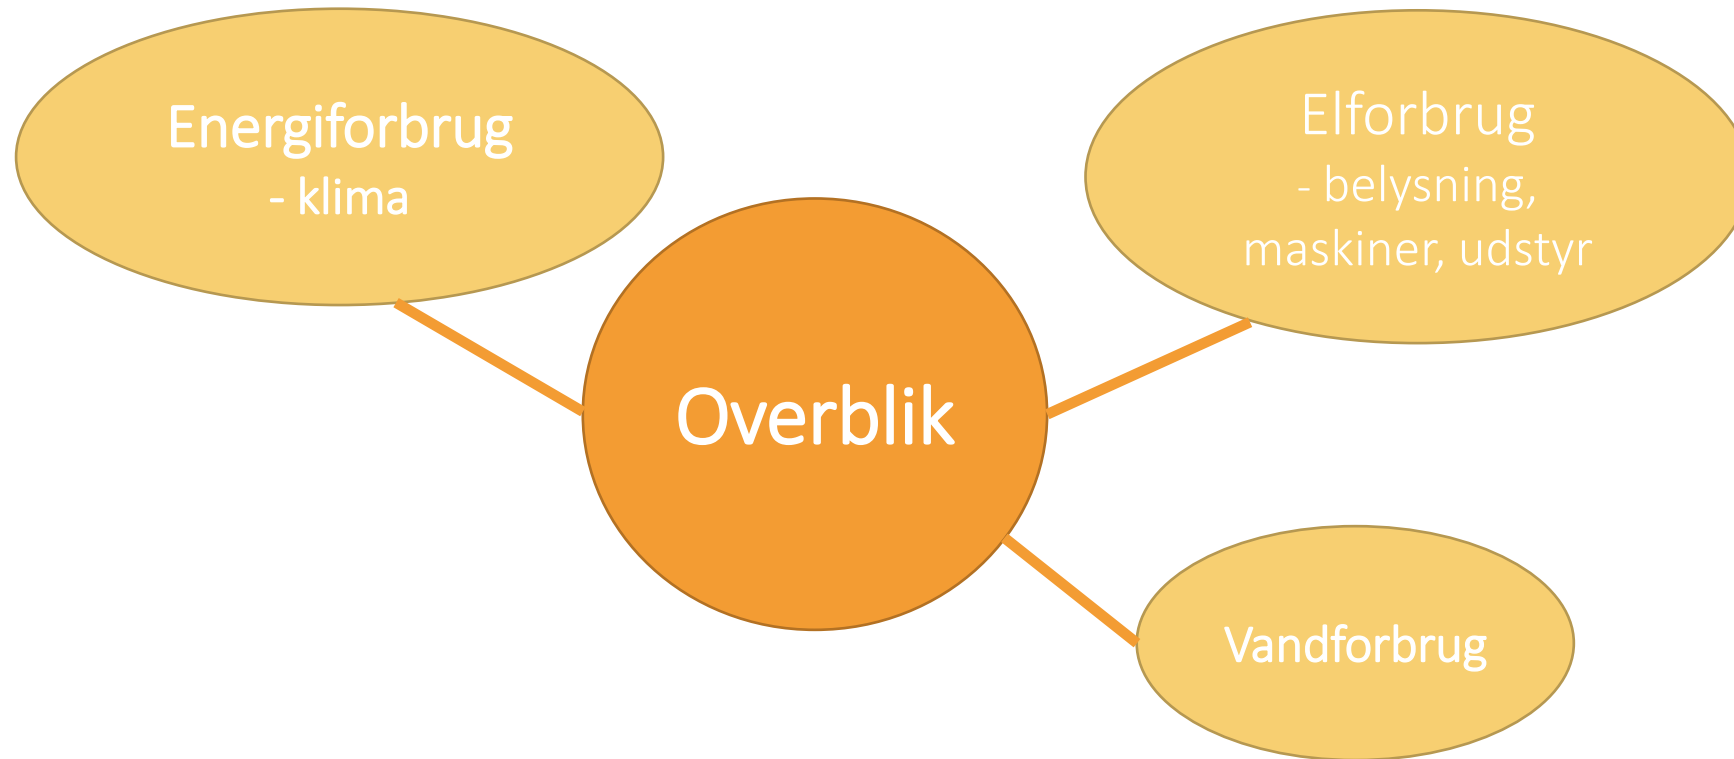 Energiforbrug
- klima
Elforbrug
- belysning,
maskiner, udstyr
Overblik
Vandforbrug